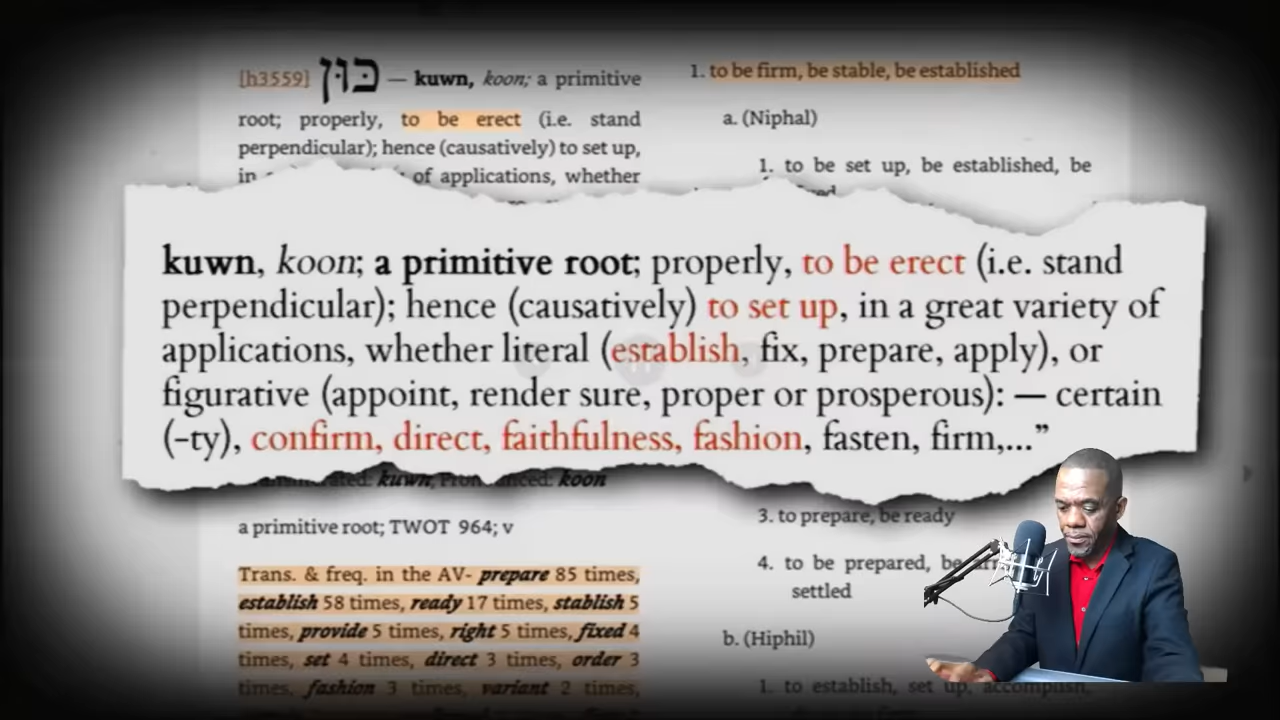 [h3559] כּוּן — kuwn, koon; a primitive
root; properly, to be erect (i.e. stand
perpendicular); hence (causatively) to set up,
in of applications, whether
1. to be firm, be stable, be established
a. (Niphal)
1. to be set up, be established, be
kuwn, koon; a primitive root; properly, to be erect (i.e. stand
perpendicular); hence (causatively) to set up, in a great variety of
applications, whether literal (establish, fix, prepare, apply), or
figurative (appoint, render sure, proper or prosperous): — certain
(-ty), confirm, direct, faithfulness, fashion, fasten, firm,...”
kuwn, koon
a primitive root; TWOT 964; v
Trans. & freq. in the AV- prepare 85 times,
establish 58 times, ready 17 times, stablish 5
times, provide 5 times, right 5 times, fixed 4
times, set 4 times, direct 3 times, order 3
times, fashion 3 times, variant 2 times,
3. to prepare, be ready
4. to be prepared, be
settled
b. (Hiphil)
1. to establish, set up, accomplish,